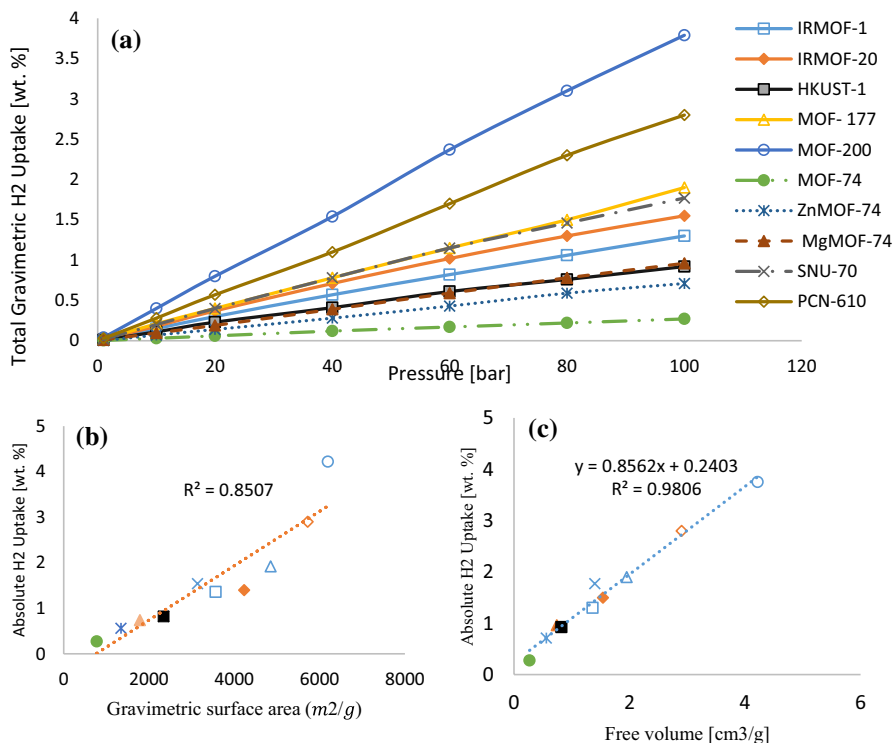 (a)
Total Gravimetric H2 Uptake [wt. %]
4
3.5
3
2.5
2
1.5
1
0.5
0
0
20
40
60
80
100
120
Pressure [bar]
IRMOF-1
IRMOF-20
HKUST-1
MOF- 177
MOF-200
MOF-74
ZnMOF-74
MgMOF-74
SNU-70
PCN-610
(b)
Absolute H2 Uptake [wt. %]
5
4
3
2
1
0
R² = 0.8507
0
2000
4000
6000
8000
Gravimetric surface area (m2/g)
(c)
Absolute H2 Uptake [wt. %]
5
4
3
2
1
0
y = 0.8562x + 0.2403
R² = 0.9806
0
2
4
6
Free volume [cm3/g]